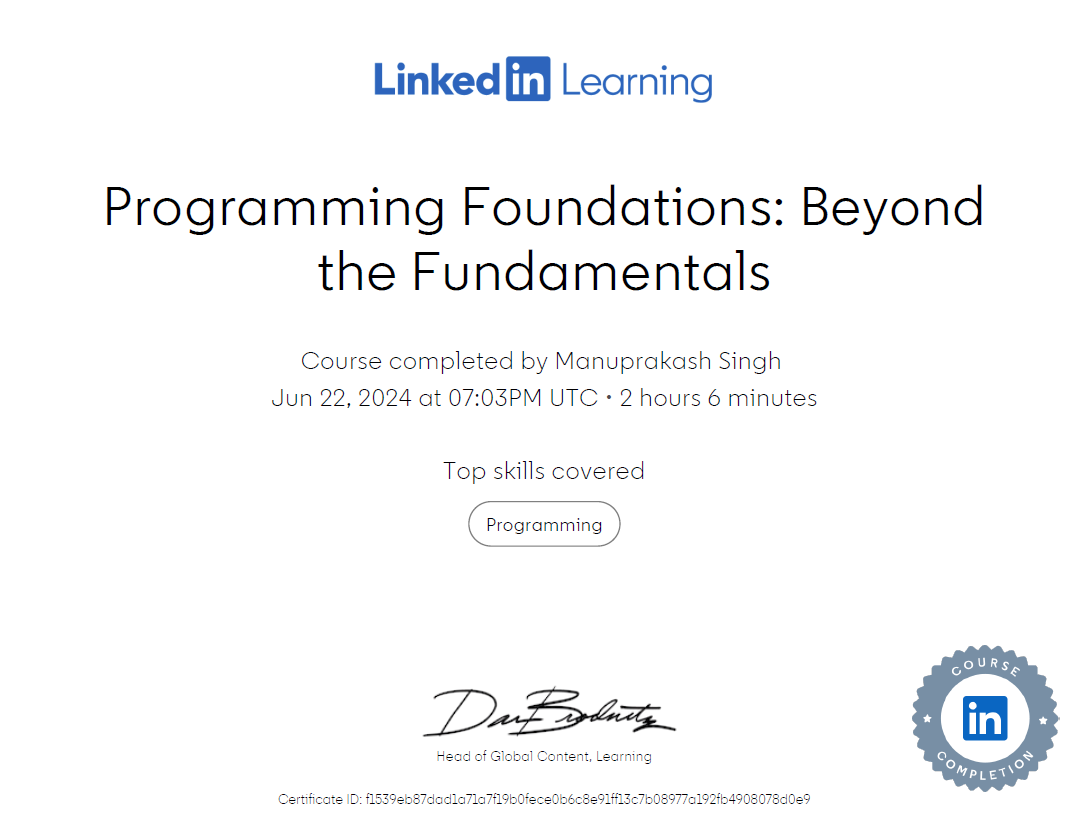 Linked in Learning
Programming Foundations: Beyond
the Fundamentals
Course completed by Manuprakash Singh
Jun 22, 2024 at 07:03PM UTC • 2 hours 6 minutes
Top skills covered
Programming
Dan Brodnitz
Head of Global Content, Learning
Certificate ID: f1539eb87dad1a71a7f19b0fece0b6c8e91ff13c7b08977a192fb4908078d0e9
COURSE
in
COMPLETION